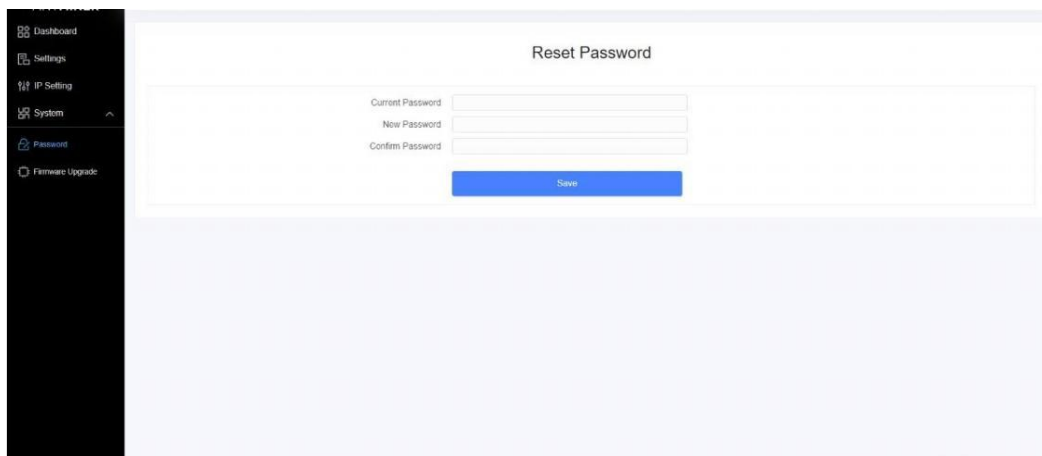 Dashboard
Settings
IP Setting
System
Password
Firmware Upgrade
Reset Password
Current Password
New Password
Confirm Password
Save